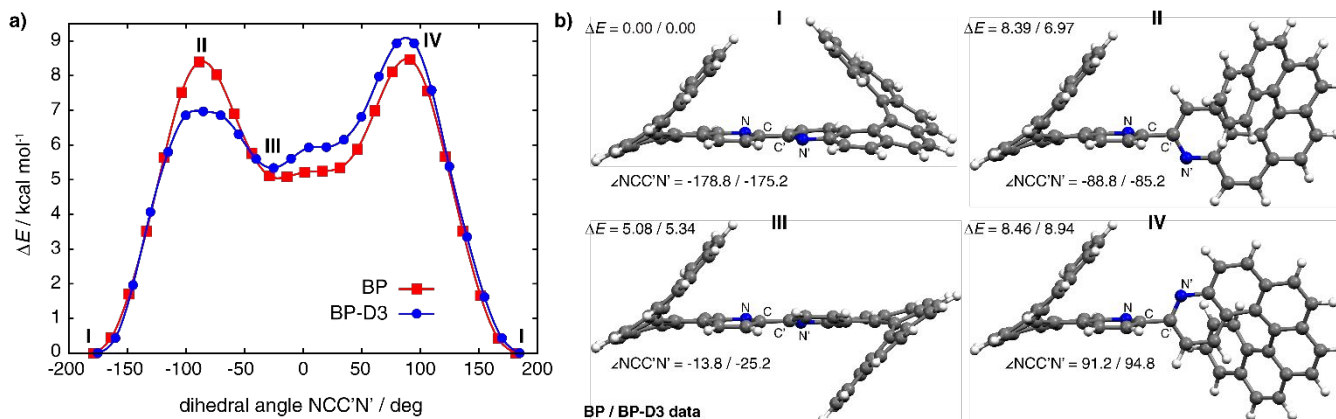 a)
ΔE / kcal mol⁻¹
9
8
7
6
5
4
3
2
1
0
-200 -150 -100 -50 0 50 100 150 200
dihedral angle NCC'N' / deg
I
II
III
IV
I
BP
BP-D3
b)
I
ΔE = 0.00 / 0.00
N
C
C'
N'
∠NCC'N' = -178.8 / -175.2
II
ΔE = 8.39 / 6.97
N
C
C'
N'
∠NCC'N' = -88.8 / -85.2
III
ΔE = 5.08 / 5.34
N
C
C'
N'
∠NCC'N' = -13.8 / -25.2
BP / BP-D3 data
IV
ΔE = 8.46 / 8.94
N'
N
C
C'
∠NCC'N' = 91.2 / 94.8